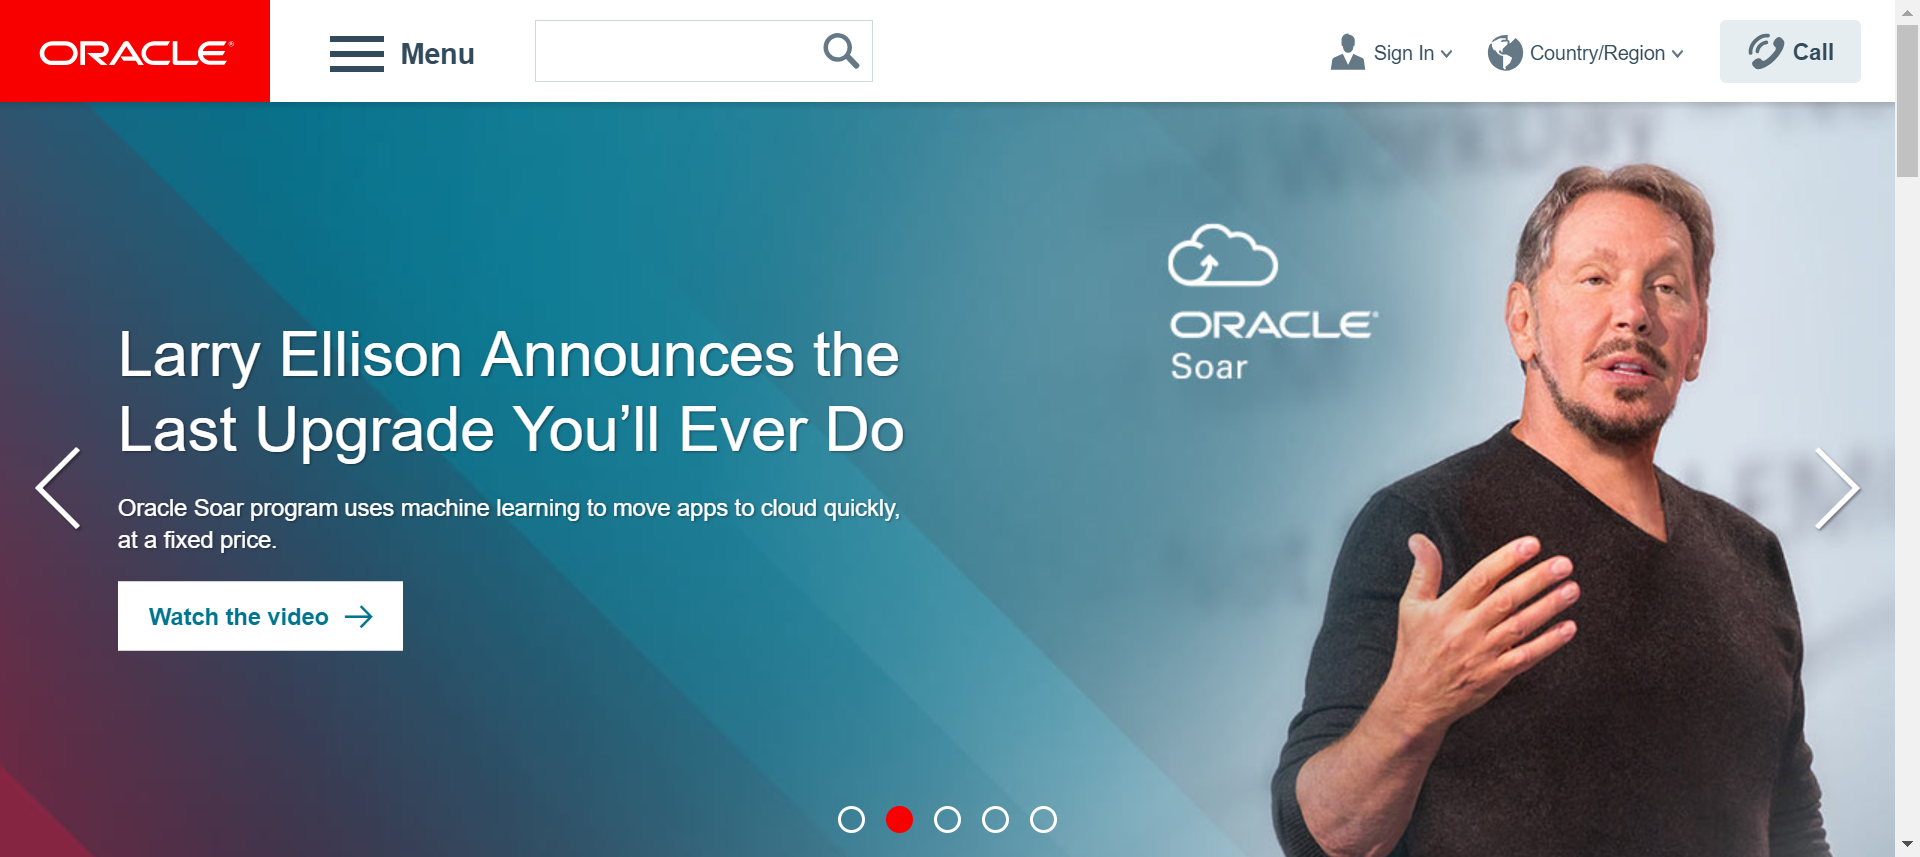 ORACLE®
Menu
Sign In
Country/Region
Call
ORACLE®
Soar
Larry Ellison Announces the
Last Upgrade You’ll Ever Do
Oracle Soar program uses machine learning to move apps to cloud quickly,
at a fixed price.
Watch the video